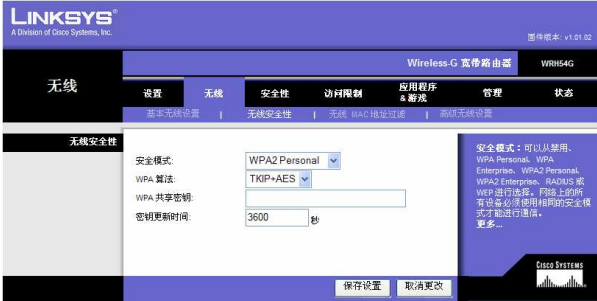 LINKSYS®
A Division of Cisco Systems, Inc.
固件版本: v1.01.02
Wireless-G 宽带路由器
WRH54G
无线
设置 无线 安全性 访问限制 应用程序 & 游戏 管理 状态
基本无线设置 | 无线安全性 | 无线 MAC 地址过滤 | 高级无线设置
无线安全性
安全模式: WPA2 Personal
WPA 算法: TKIP+AES
WPA 共享密钥:
密钥更新时间: 3600 秒
安全模式：可以从禁用、
WPA Personal、WPA
Enterprise、WPA2 Personal、
WPA2 Enterprise、RADIUS 或
WEP 进行选择。网络上的所
有设备必须使用相同的安全模
式才能进行通信。
更多...
保存设置 取消更改
CISCO SYSTEMS